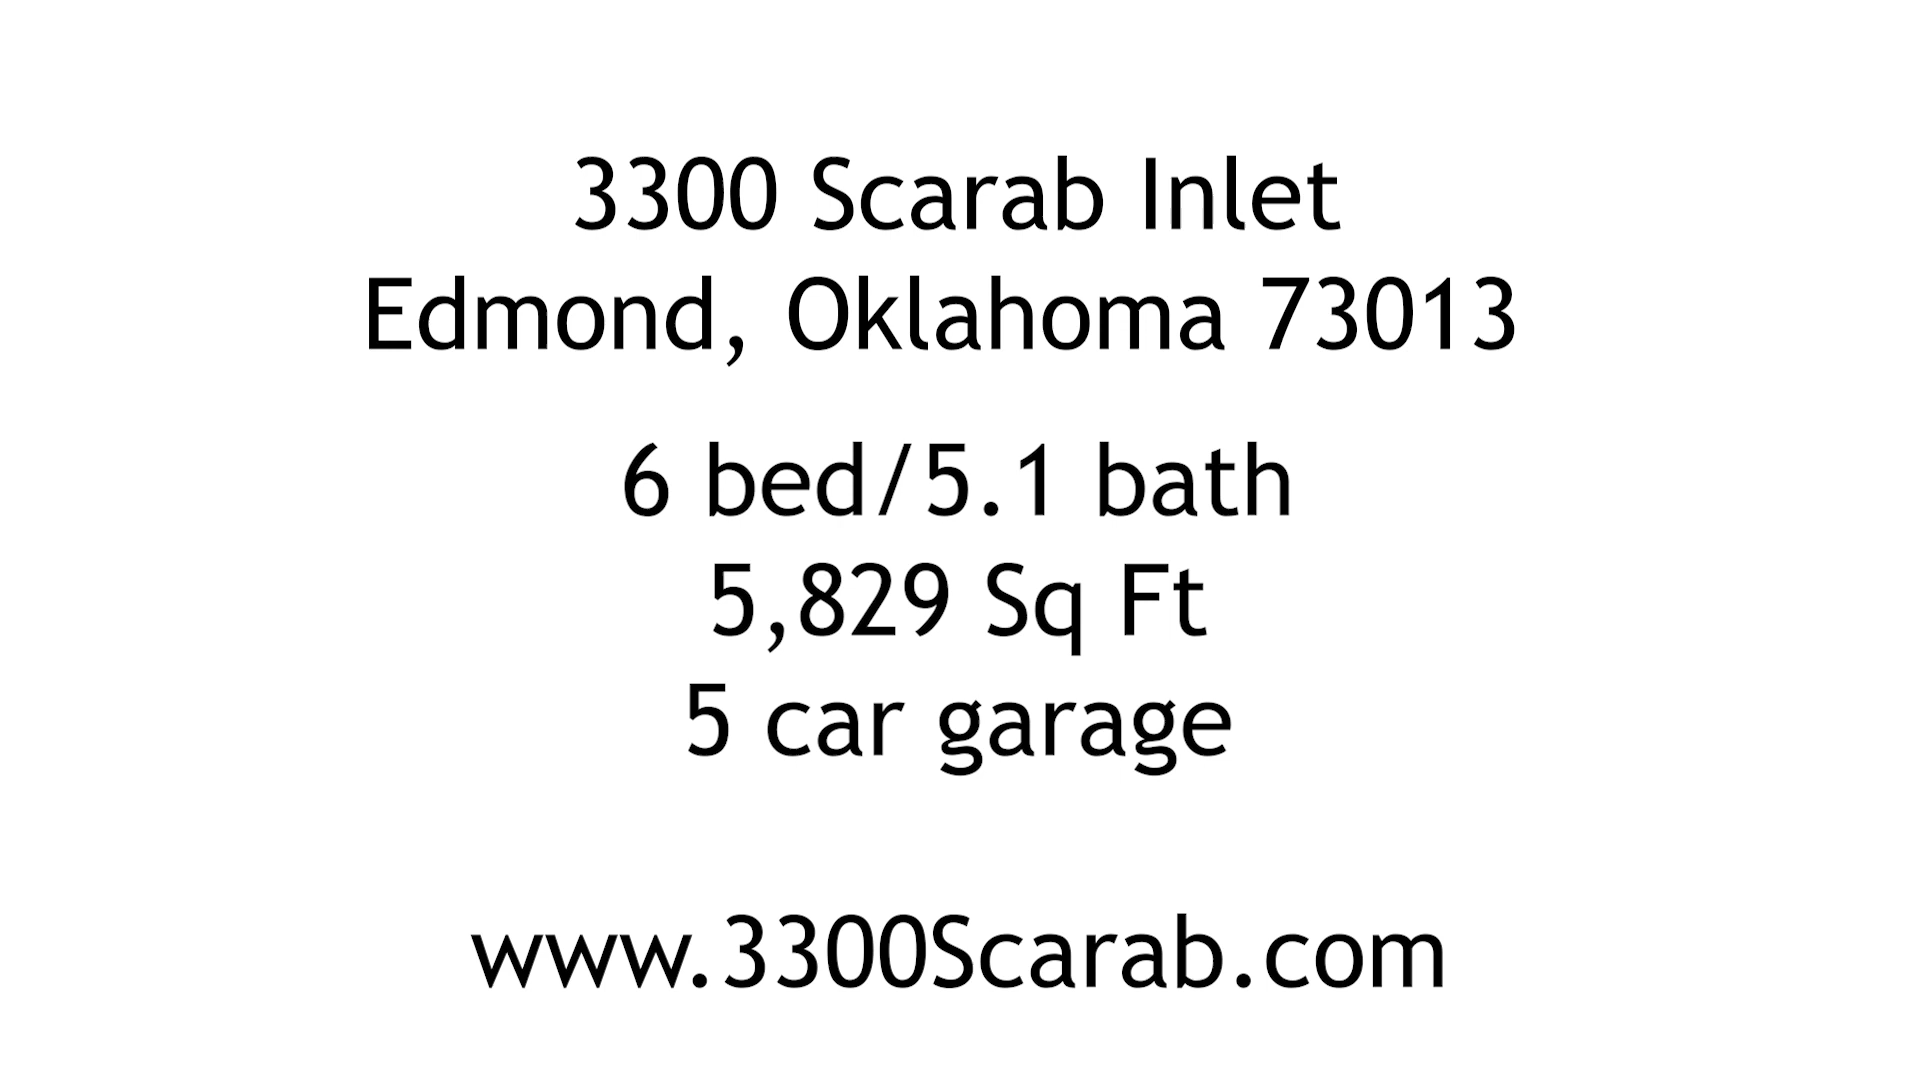 3300 Scarab Inlet
Edmond, Oklahoma 73013
6 bed/5.1 bath
5,829 Sq Ft
5 car garage
www.3300Scarab.com